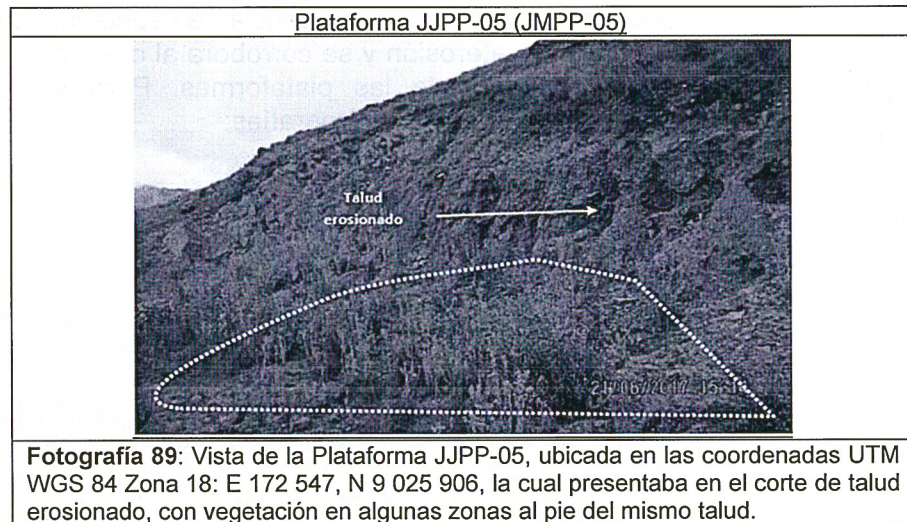 Plataforma JJPP-05 (JMPP-05)
Talud
erosionado
21/06/2017 15:
Fotografía 89: Vista de la Plataforma JJPP-05, ubicada en las coordenadas UTM
WGS 84 Zona 18: E 172 547, N 9 025 906, la cual presentaba en el corte de talud
erosionado, con vegetación en algunas zonas al pie del mismo talud.